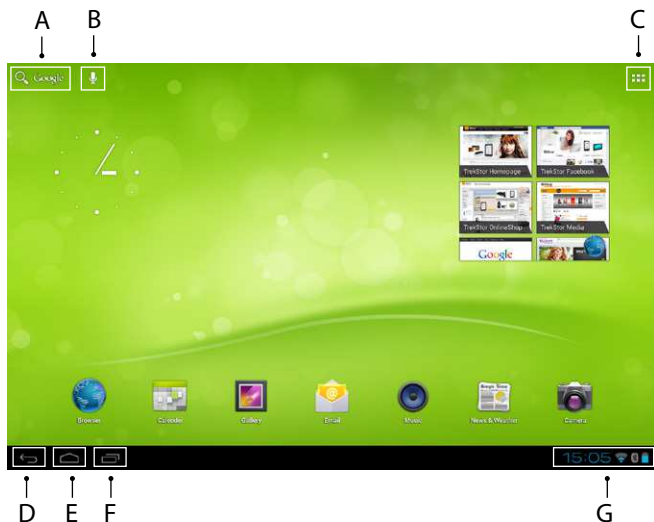 A B C
Google
TrekStor Homepage TrekStor Facebook
TrekStor OnlineShop TrekStor Media
Google
Browser Calendar Gallery Email Music News & Weather Camera
15:05
D E F G